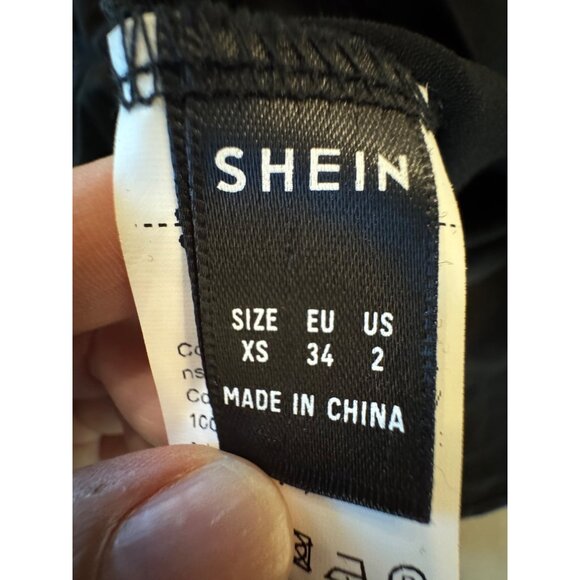 SHEIN
SIZE EU US
XS 34 2
MADE IN CHINA